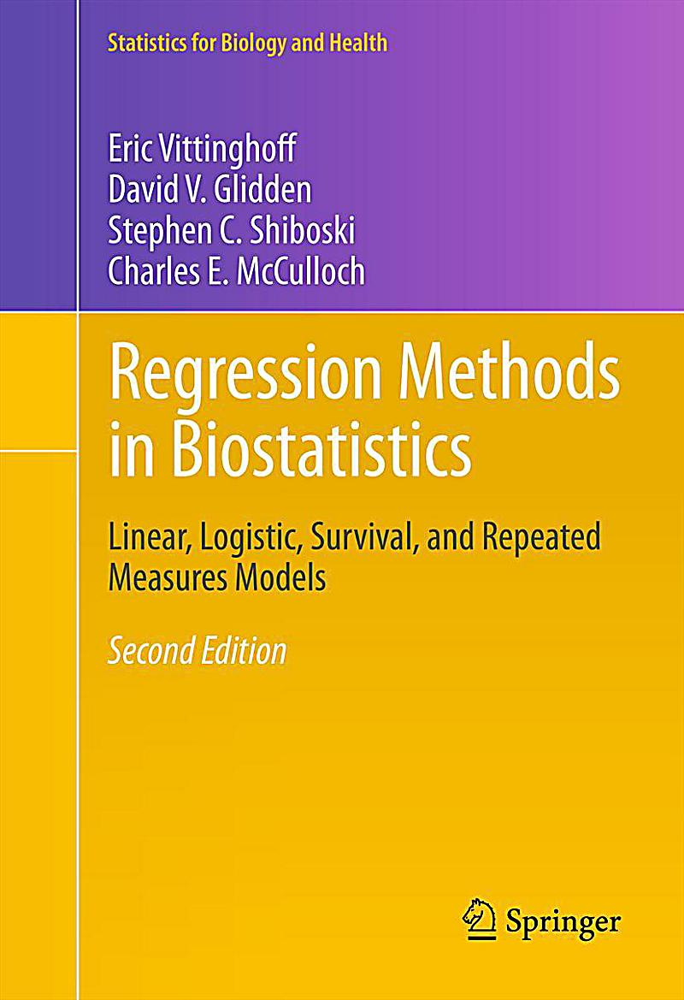 Statistics for Biology and Health
Eric Vittinghoff
David V. Glidden
Stephen C. Shiboski
Charles E. McCulloch
Regression Methods
in Biostatistics
Linear, Logistic, Survival, and Repeated
Measures Models
Second Edition
Springer